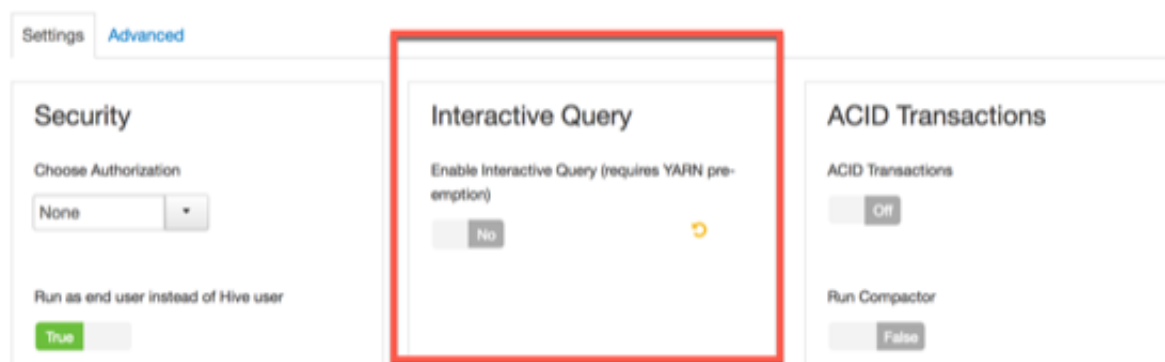 Settings
Advanced
Security
Choose Authorization
None
Run as end user instead of Hive user
True
Interactive Query
Enable Interactive Query (requires YARN pre-
emption)
No
ACID Transactions
ACID Transactions
Off
Run Compactor
False